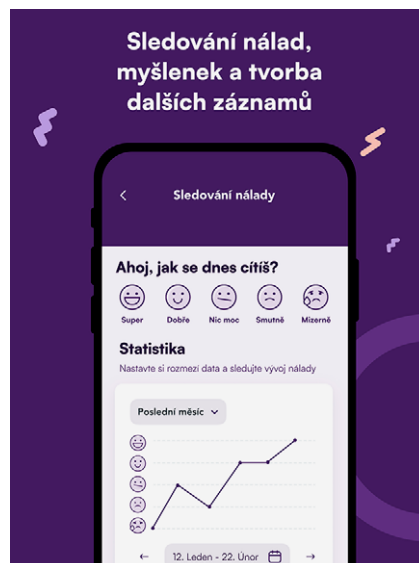 Sledování nálad,
myšlenek a tvorba
dalších záznamů
Sledování nálady
Ahoj, jak se dnes cítíš?
Super Dobře Nic moc Smutně Mizerně
Statistika
Nastavte si rozmezí data a sledujte vývoj nálady
Poslední měsíc
12. Leden - 22. Únor